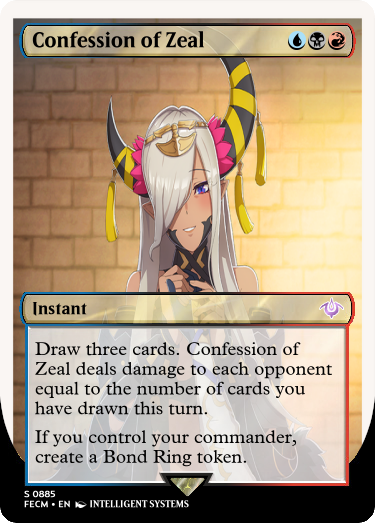 Confession of Zeal
Instant
Draw three cards. Confession of
Zeal deals damage to each opponent
equal to the number of cards you
have drawn this turn.
If you control your commander,
create a Bond Ring token.
S 0885
FECM • EN INTELLIGENT SYSTEMS